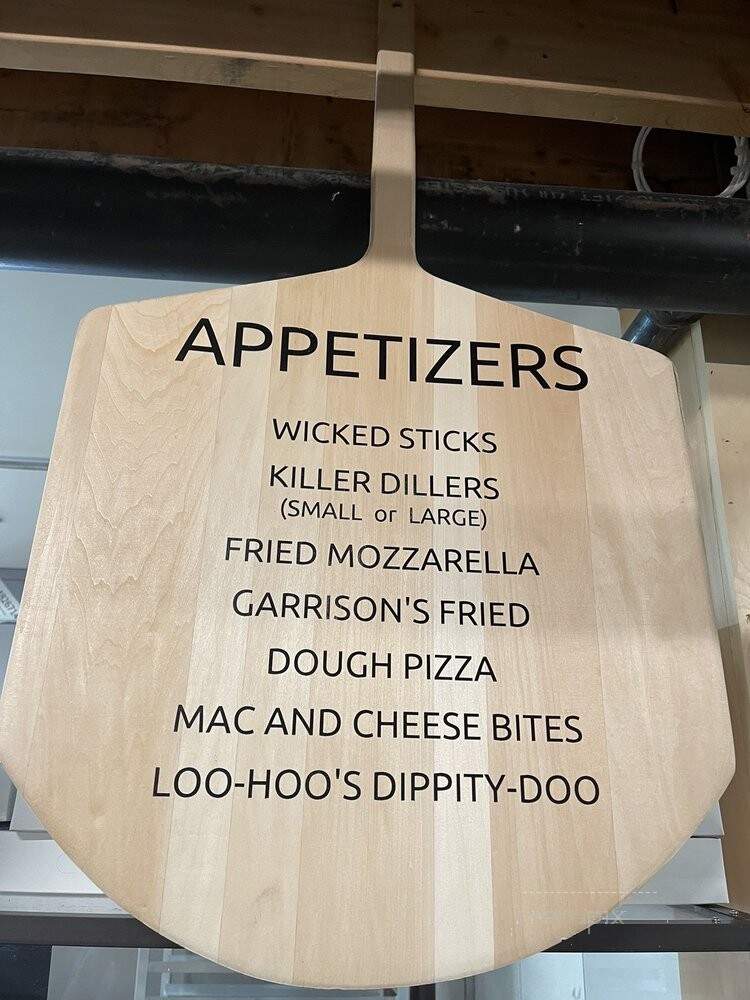 APPETIZERS
WICKED STICKS
KILLER DILLERS
(SMALL or LARGE)
FRIED MOZZARELLA
GARRISON'S FRIED
DOUGH PIZZA
MAC AND CHEESE BITES
LOO-HOO'S DIPPITY-DOO